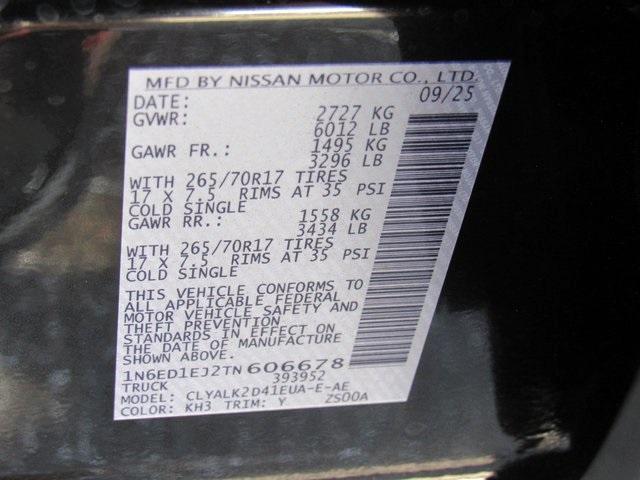 MFD BY NISSAN MOTOR CO., LTD.
DATE: 09/25
GVWR: 2727 KG
6012 LB
GAWR FR.: 1495 KG
3296 LB
WITH 265/70R17 TIRES
17 X 7.5 RIMS AT 35 PSI
COLD SINGLE
GAWR RR.: 1558 KG
3434 LB
WITH 265/70R17 TIRES
17 X 7.5 RIMS AT 35 PSI
COLD SINGLE
THIS VEHICLE CONFORMS TO
ALL APPLICABLE FEDERAL
MOTOR VEHICLE SAFETY AND
THEFT PREVENTION
STANDARDS IN EFFECT ON
THE DATE OF MANUFACTURE
SHOWN ABOVE.
1N6ED1EJ2TN606678
TRUCK 393952
MODEL: CLYALK2D41EUA-E-AE
COLOR: KH3 TRIM: Y ZS00A